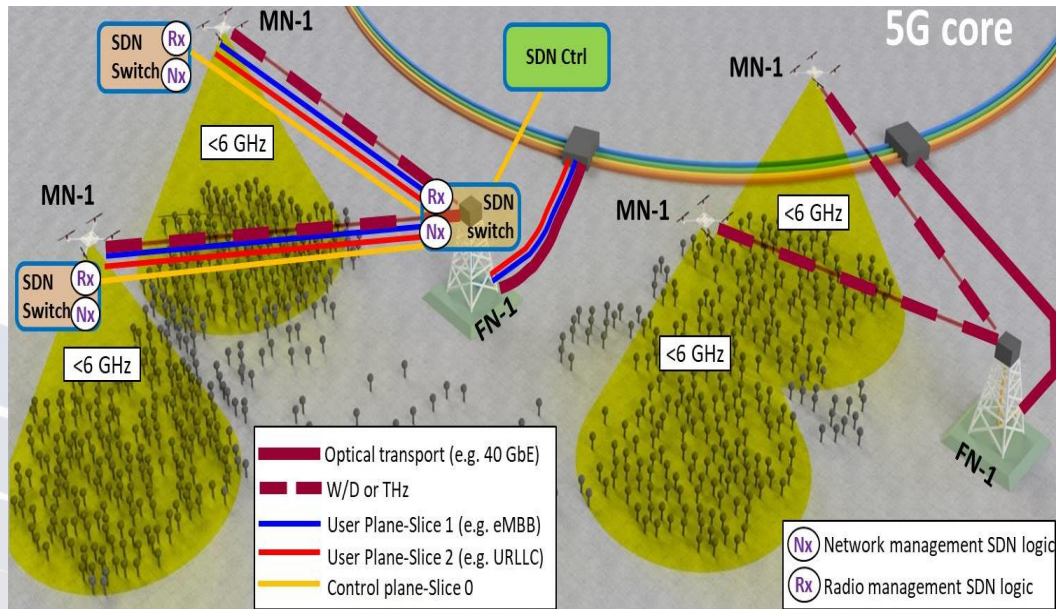 5G core
MN-1
SDN
Switch
Rx
Nx
SDN Ctrl
MN-1
<6 GHz
MN-1
Rx
Nx
SDN
switch
MN-1
<6 GHz
SDN
Switch
Rx
Nx
FN-1
<6 GHz
<6 GHz
FN-1
Optical transport (e.g. 40 GbE)
W/D or THz
User Plane-Slice 1 (e.g. eMBB)
User Plane-Slice 2 (e.g. URLLC)
Control plane-Slice 0
Nx Network management SDN logic
Rx Radio management SDN logic